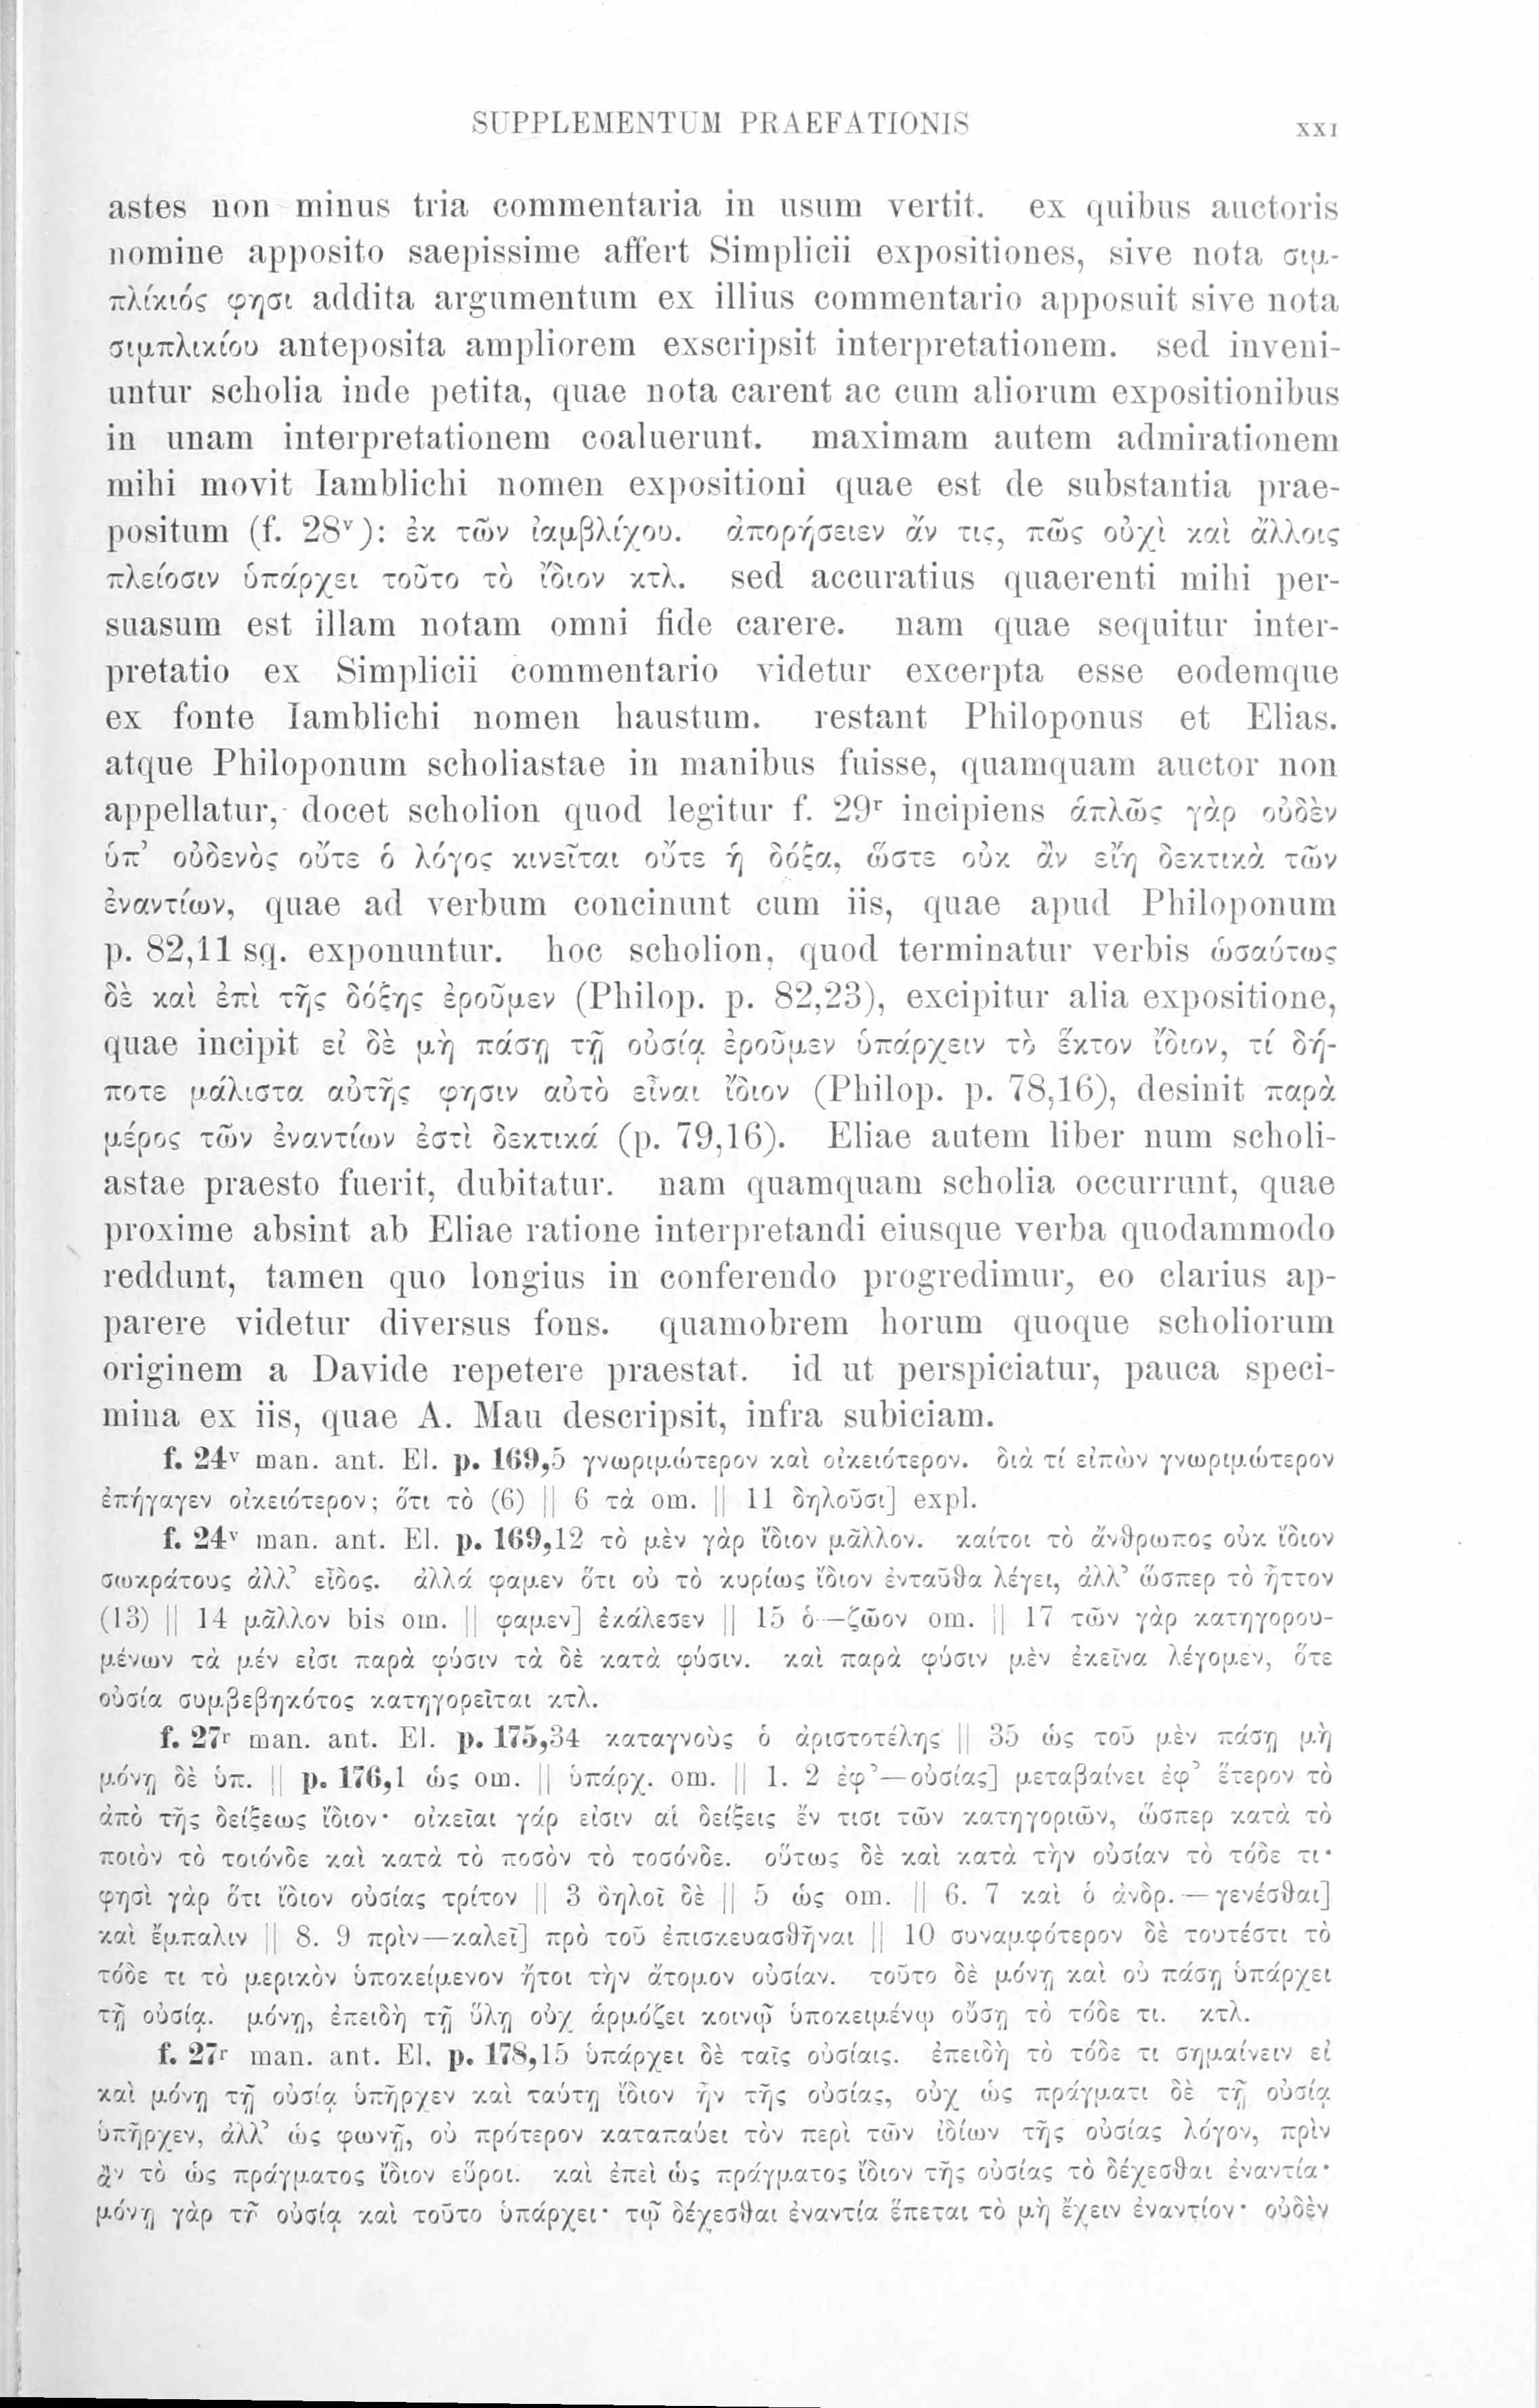 SUPPLEMENTUM PRAEFATIONIS XXI
astes non minus tria commentaria in usum vertit. ex quibus auctoris
nomine apposito saepissime affert Simplicii expositiones, sive nota σιμ-
πλίκιός φησι addita argumentum ex illius commentario apposuit sive nota
σιμπλικίου anteposita ampliorem exscripsit interpretationem. sed inveni-
untur scholia inde petita, quae nota carent ac cum aliorum expositionibus
in unam interpretationem coaluerunt. maximam autem admirationem
mihi movit Iamblichi nomen expositioni quae est de substantia prae-
positum (f. 28ᵛ): ἐκ τῶν ἰαμβλίχου. ἀπορήσειεν ἄν τις, πῶς οὐχὶ καὶ ἄλλοις
πλείοσιν ὑπάρχει τοῦτο τὸ ἴδιον κτλ. sed accuratius quaerenti mihi per-
suasum est illam notam omni fide carere. nam quae sequitur inter-
pretatio ex Simplicii commentario videtur excerpta esse eodemque
ex fonte Iamblichi nomen haustum. restant Philoponus et Elias.
atque Philoponum scholiastae in manibus fuisse, quamquam auctor non
appellatur, docet scholion quod legitur f. 29ʳ incipiens ἁπλῶς γὰρ οὐδὲν
ὑπ’ οὐδενὸς οὔτε ὁ λόγος κινεῖται οὔτε ἡ δόξα, ὥστε οὐκ ἂν εἴη δεκτικὰ τῶν
ἐναντίων, quae ad verbum concinunt cum iis, quae apud Philoponum
p. 82,11 sq. exponuntur. hoc scholion, quod terminatur verbis ὡσαύτως
δὲ καὶ ἐπὶ τῆς δόξης ἐροῦμεν (Philop. p. 82,23), excipitur alia expositione,
quae incipit εἰ δὲ μὴ πάσῃ τῇ οὐσίᾳ ἐροῦμεν ὑπάρχειν τὸ ἕκτον ἴδιον, τί δή-
ποτε μάλιστα αὐτῆς φησιν αὐτὸ εἶναι ἴδιον (Philop. p. 78,16), desinit παρὰ
μέρος τῶν ἐναντίων ἐστὶ δεκτικά (p. 79,16). Eliae autem liber num scholi-
astae praesto fuerit, dubitatur. nam quamquam scholia occurrunt, quae
proxime absint ab Eliae ratione interpretandi eiusque verba quodammodo
reddunt, tamen quo longius in conferendo progredimur, eo clarius ap-
parere videtur diversus fons. quamobrem horum quoque scholiorum
originem a Davide repetere praestat. id ut perspiciatur, pauca speci-
mina ex iis, quae A. Mau descripsit, infra subiciam.
f. 24ᵛ man. ant. El. p. 169,5 γνωριμώτερον καὶ οἰκειότερον. διὰ τί εἰπὼν γνωριμώτερον
ἐπήγαγεν οἰκειότερον; ὅτι τὸ (6) || 6 τὰ om. || 11 δηλοῦσι] expl.
f. 24ᵛ man. ant. El. p. 169,12 τὸ μὲν γὰρ ἴδιον μᾶλλον. καίτοι τὸ ἄνθρωπος οὐκ ἴδιον
σωκράτους ἀλλ’ εἶδος. ἀλλά φαμεν ὅτι οὐ τὸ κυρίως ἴδιον ἐνταῦθα λέγει, ἀλλ’ ὥσπερ τὸ ἧττον
(13) || 14 μᾶλλον bis om. || φαμεν] ἐκάλεσεν || 15 ὁ—ζῶον om. || 17 τῶν γὰρ κατηγορου-
μένων τὰ μέν εἰσι παρὰ φύσιν τὰ δὲ κατὰ φύσιν. καὶ παρὰ φύσιν μὲν ἐκεῖνα λέγομεν, ὅτε
οὐσία συμβεβηκότος κατηγορεῖται κτλ.
f. 27ʳ man. ant. El. p. 175,34 καταγνοὺς ὁ ἀριστοτέλης || 35 ὡς τοῦ μὲν πάσῃ μὴ
μόνῃ δὲ ὑπ. || p. 176,1 ὡς om. || ὑπάρχ. om. || 1. 2 ἐφ’—οὐσίας] μεταβαίνει ἐφ’ ἕτερον τὸ
ἀπὸ τῆς δείξεως ἴδιον· οἰκεῖαι γάρ εἰσιν αἱ δείξεις ἔν τισι τῶν κατηγοριῶν, ὥσπερ κατὰ τὸ
ποιὸν τὸ τοιόνδε καὶ κατὰ τὸ ποσὸν τὸ τοσόνδε. οὕτως δὲ καὶ κατὰ τὴν οὐσίαν τὸ τόδε τι·
φησὶ γὰρ ὅτι ἴδιον οὐσίας τρίτον || 3 δηλοῖ δὲ || 5 ὡς om. || 6. 7 καὶ ὁ ἀνδρ. — γενέσθαι]
καὶ ἔμπαλιν || 8. 9 πρὶν—καλεῖ] πρὸ τοῦ ἐπισκευασθῆναι || 10 συναμφότερον δὲ τουτέστι τὸ
τόδε τι τὸ μερικὸν ὑποκείμενον ἤτοι τὴν ἄτομον οὐσίαν. τοῦτο δὲ μόνῃ καὶ οὐ πάσῃ ὑπάρχει
τῇ οὐσίᾳ. μόνῃ, ἐπειδὴ τῇ ὕλῃ οὐχ ἁρμόζει κοινῷ ὑποκειμένῳ οὔσῃ τὸ τόδε τι. κτλ.
f. 27ʳ man. ant. El. p. 178,15 ὑπάρχει δὲ ταῖς οὐσίαις. ἐπειδὴ τὸ τόδε τι σημαίνειν εἰ
καὶ μόνῃ τῇ οὐσίᾳ ὑπῆρχεν καὶ ταύτῃ ἴδιον ἦν τῆς οὐσίας, οὐχ ὡς πράγματι δὲ τῇ οὐσίᾳ
ὑπῆρχεν, ἀλλ’ ὡς φωνῇ, οὐ πρότερον καταπαύει τὸν περὶ τῶν ἰδίων τῆς οὐσίας λόγον, πρὶν
ἂν τὸ ὡς πράγματος ἴδιον εὕροι. καὶ ἐπεὶ ὡς πράγματος ἴδιον τῆς οὐσίας τὸ δέχεσθαι ἐναντία·
μόνῃ γὰρ τῇ οὐσίᾳ καὶ τοῦτο ὑπάρχει· τῷ δέχεσθαι ἐναντία ἕπεται τὸ μὴ ἔχειν ἐναντίον· οὐδὲν